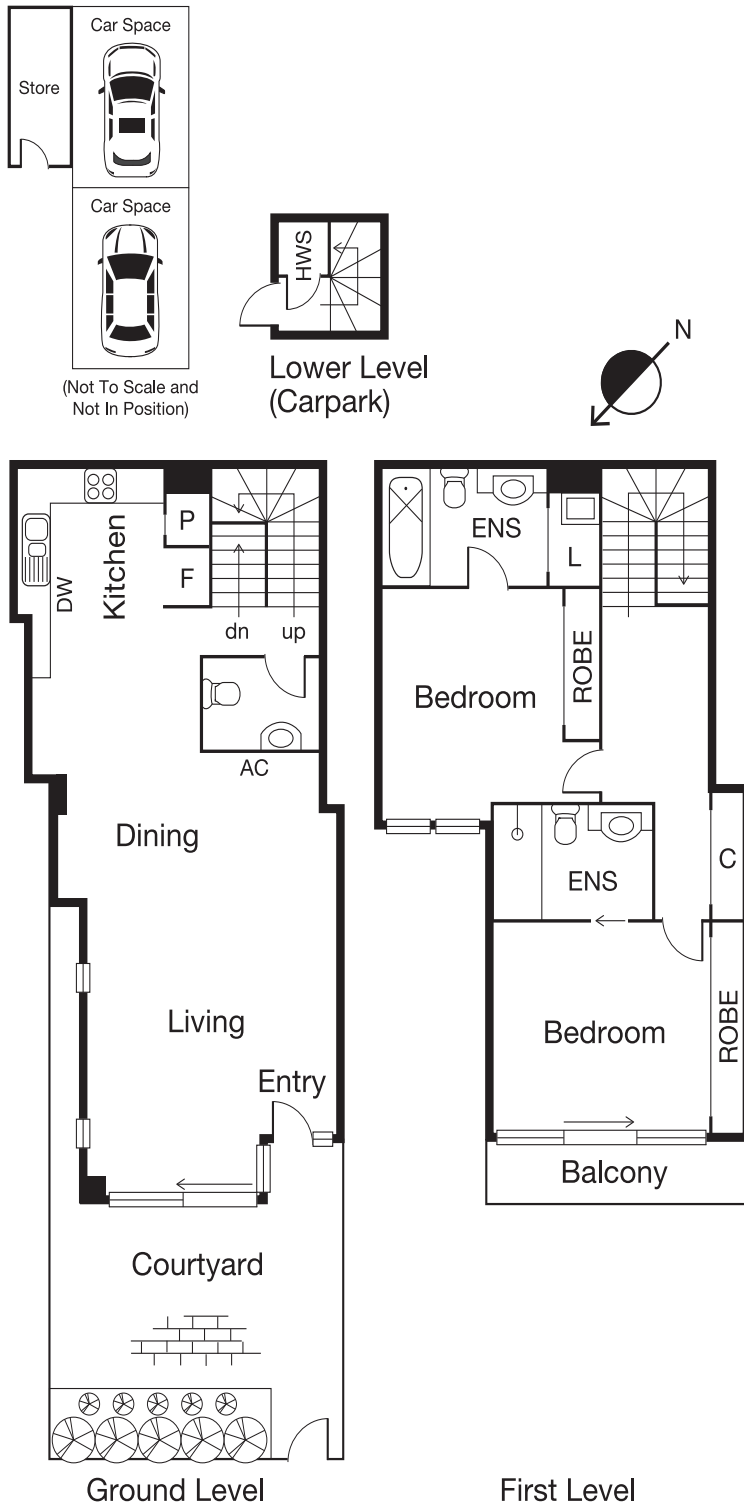 Car Space
Store
Car Space
(Not To Scale and
Not In Position)
HWS
Lower Level
(Carpark)
N
Kitchen
DW
P
F
dn
up
AC
Dining
Living
Entry
Courtyard
Ground Level
ENS
L
Bedroom
ROBE
C
ENS
Bedroom
ROBE
Balcony
First Level